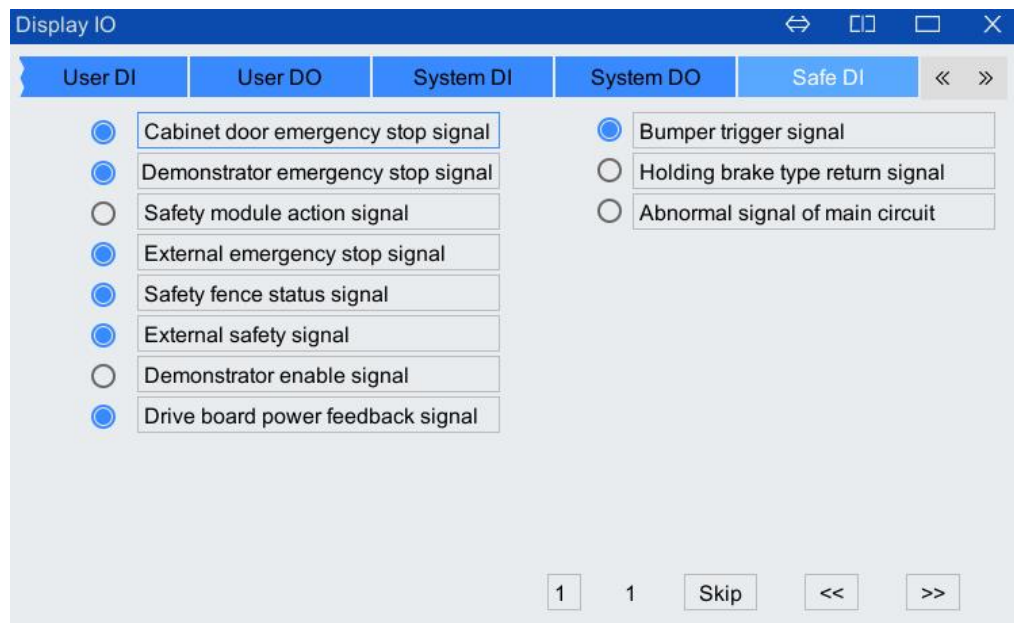 Display IO
User DI
User DO
System DI
System DO
Safe DI
«
»
Cabinet door emergency stop signal
Demonstrator emergency stop signal
Safety module action signal
External emergency stop signal
Safety fence status signal
External safety signal
Demonstrator enable signal
Drive board power feedback signal
Bumper trigger signal
Holding brake type return signal
Abnormal signal of main circuit
1
1
Skip
<<
>>